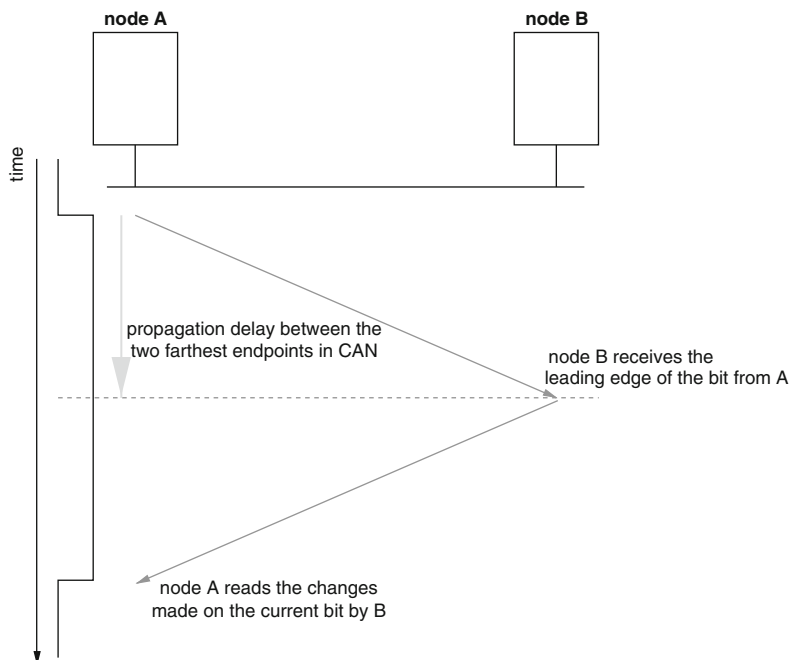 node A
node B
time
propagation delay between the
two farthest endpoints in CAN
node B receives the
leading edge of the bit from A
node A reads the changes
made on the current bit by B